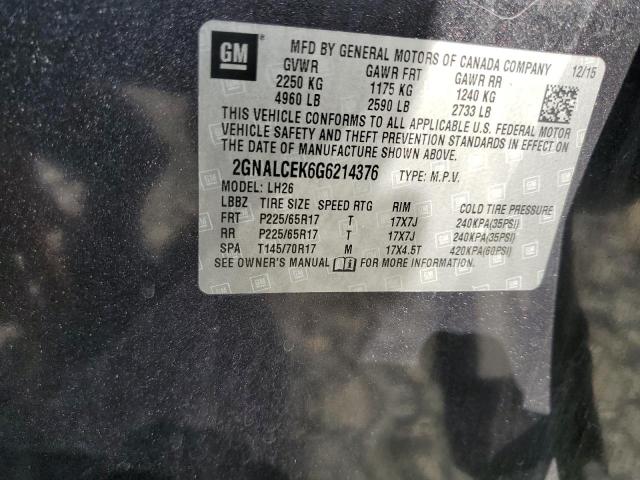 GM
MFD BY GENERAL MOTORS OF CANADA COMPANY
12/15
GVWR GAWR FRT GAWR RR
2250 KG 1175 KG 1240 KG
4960 LB 2590 LB 2733 LB
THIS VEHICLE CONFORMS TO ALL APPLICABLE U.S. FEDERAL MOTOR
VEHICLE SAFETY AND THEFT PREVENTION STANDARDS IN EFFECT ON
THE DATE OF MANUFACTURE SHOWN ABOVE.
2GNALCEK6G6214376 TYPE: M.P.V.
MODEL: LH26
LBBZ TIRE SIZE SPEED RTG RIM COLD TIRE PRESSURE
FRT P225/65R17 T 17X7J 240KPA(35PSI)
RR P225/65R17 T 17X7J 240KPA(35PSI)
SPA T145/70R17 M 17X4.5T 420KPA(60PSI)
SEE OWNER'S MANUAL FOR MORE INFORMATION.